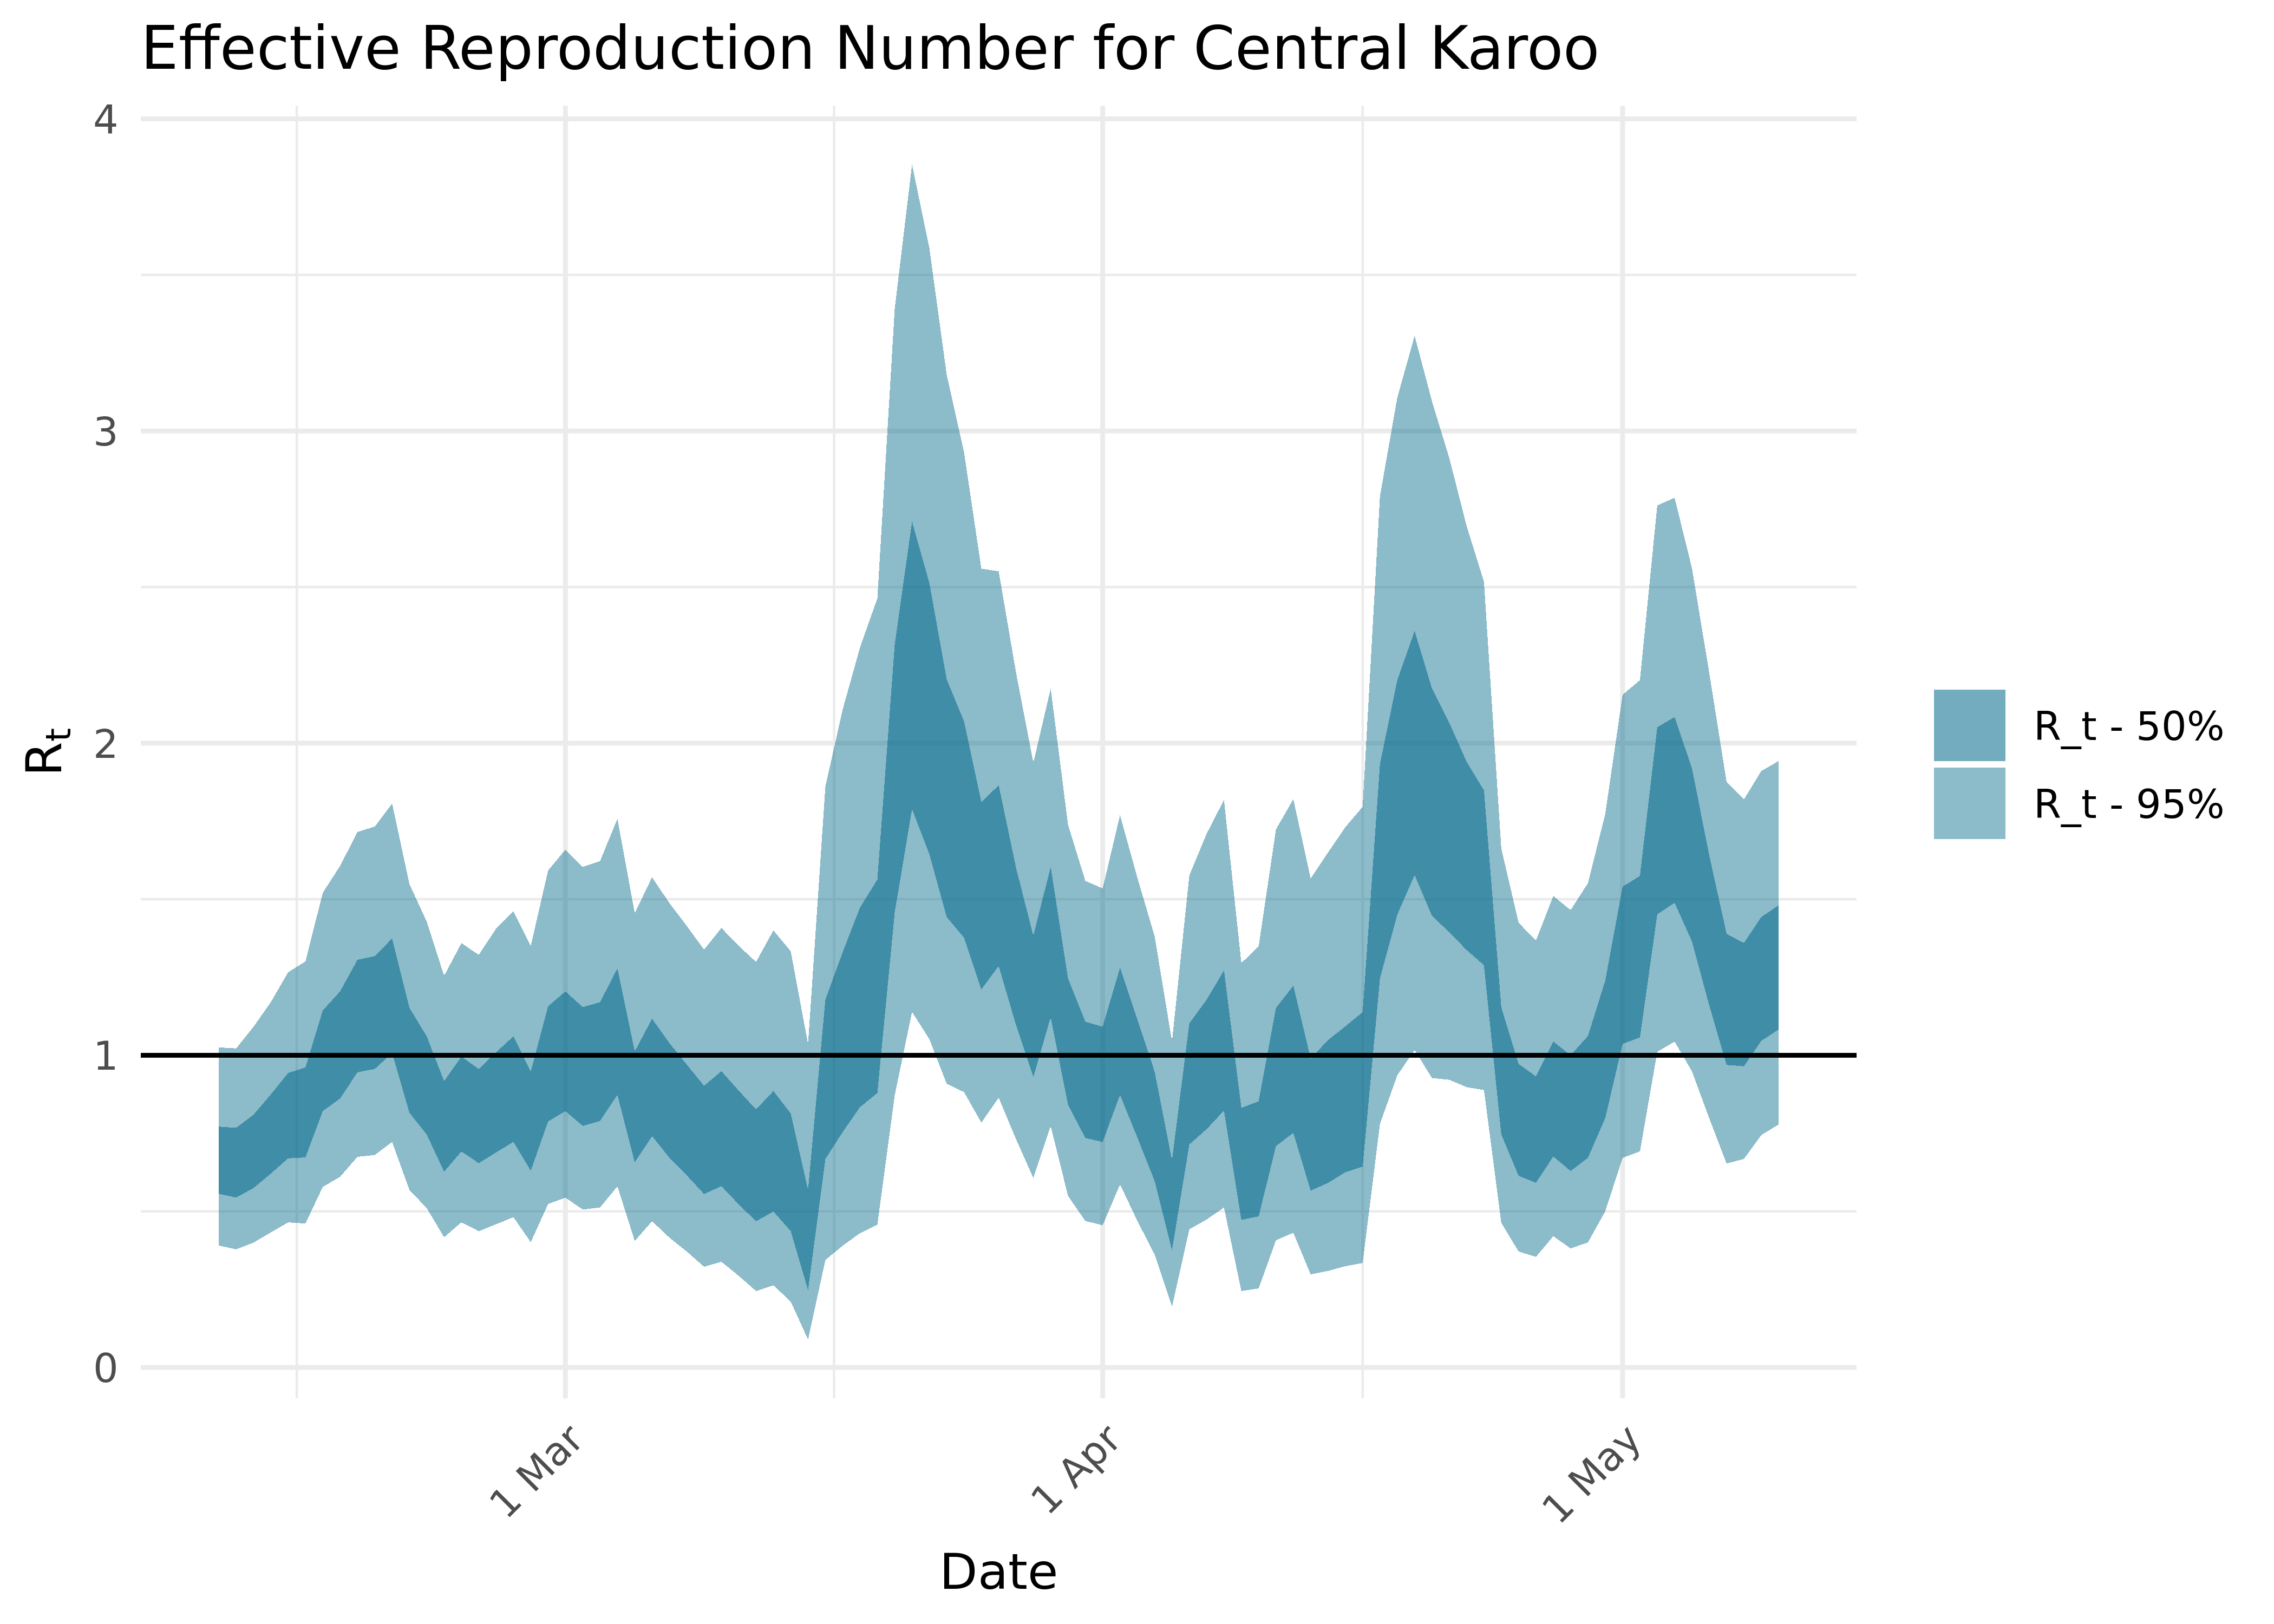 Effective Reproduction Number for Central Karoo
4
3
2
1
0
Rₜ
1 Mar
1 Apr
1 May
Date
R_t - 50%
R_t - 95%